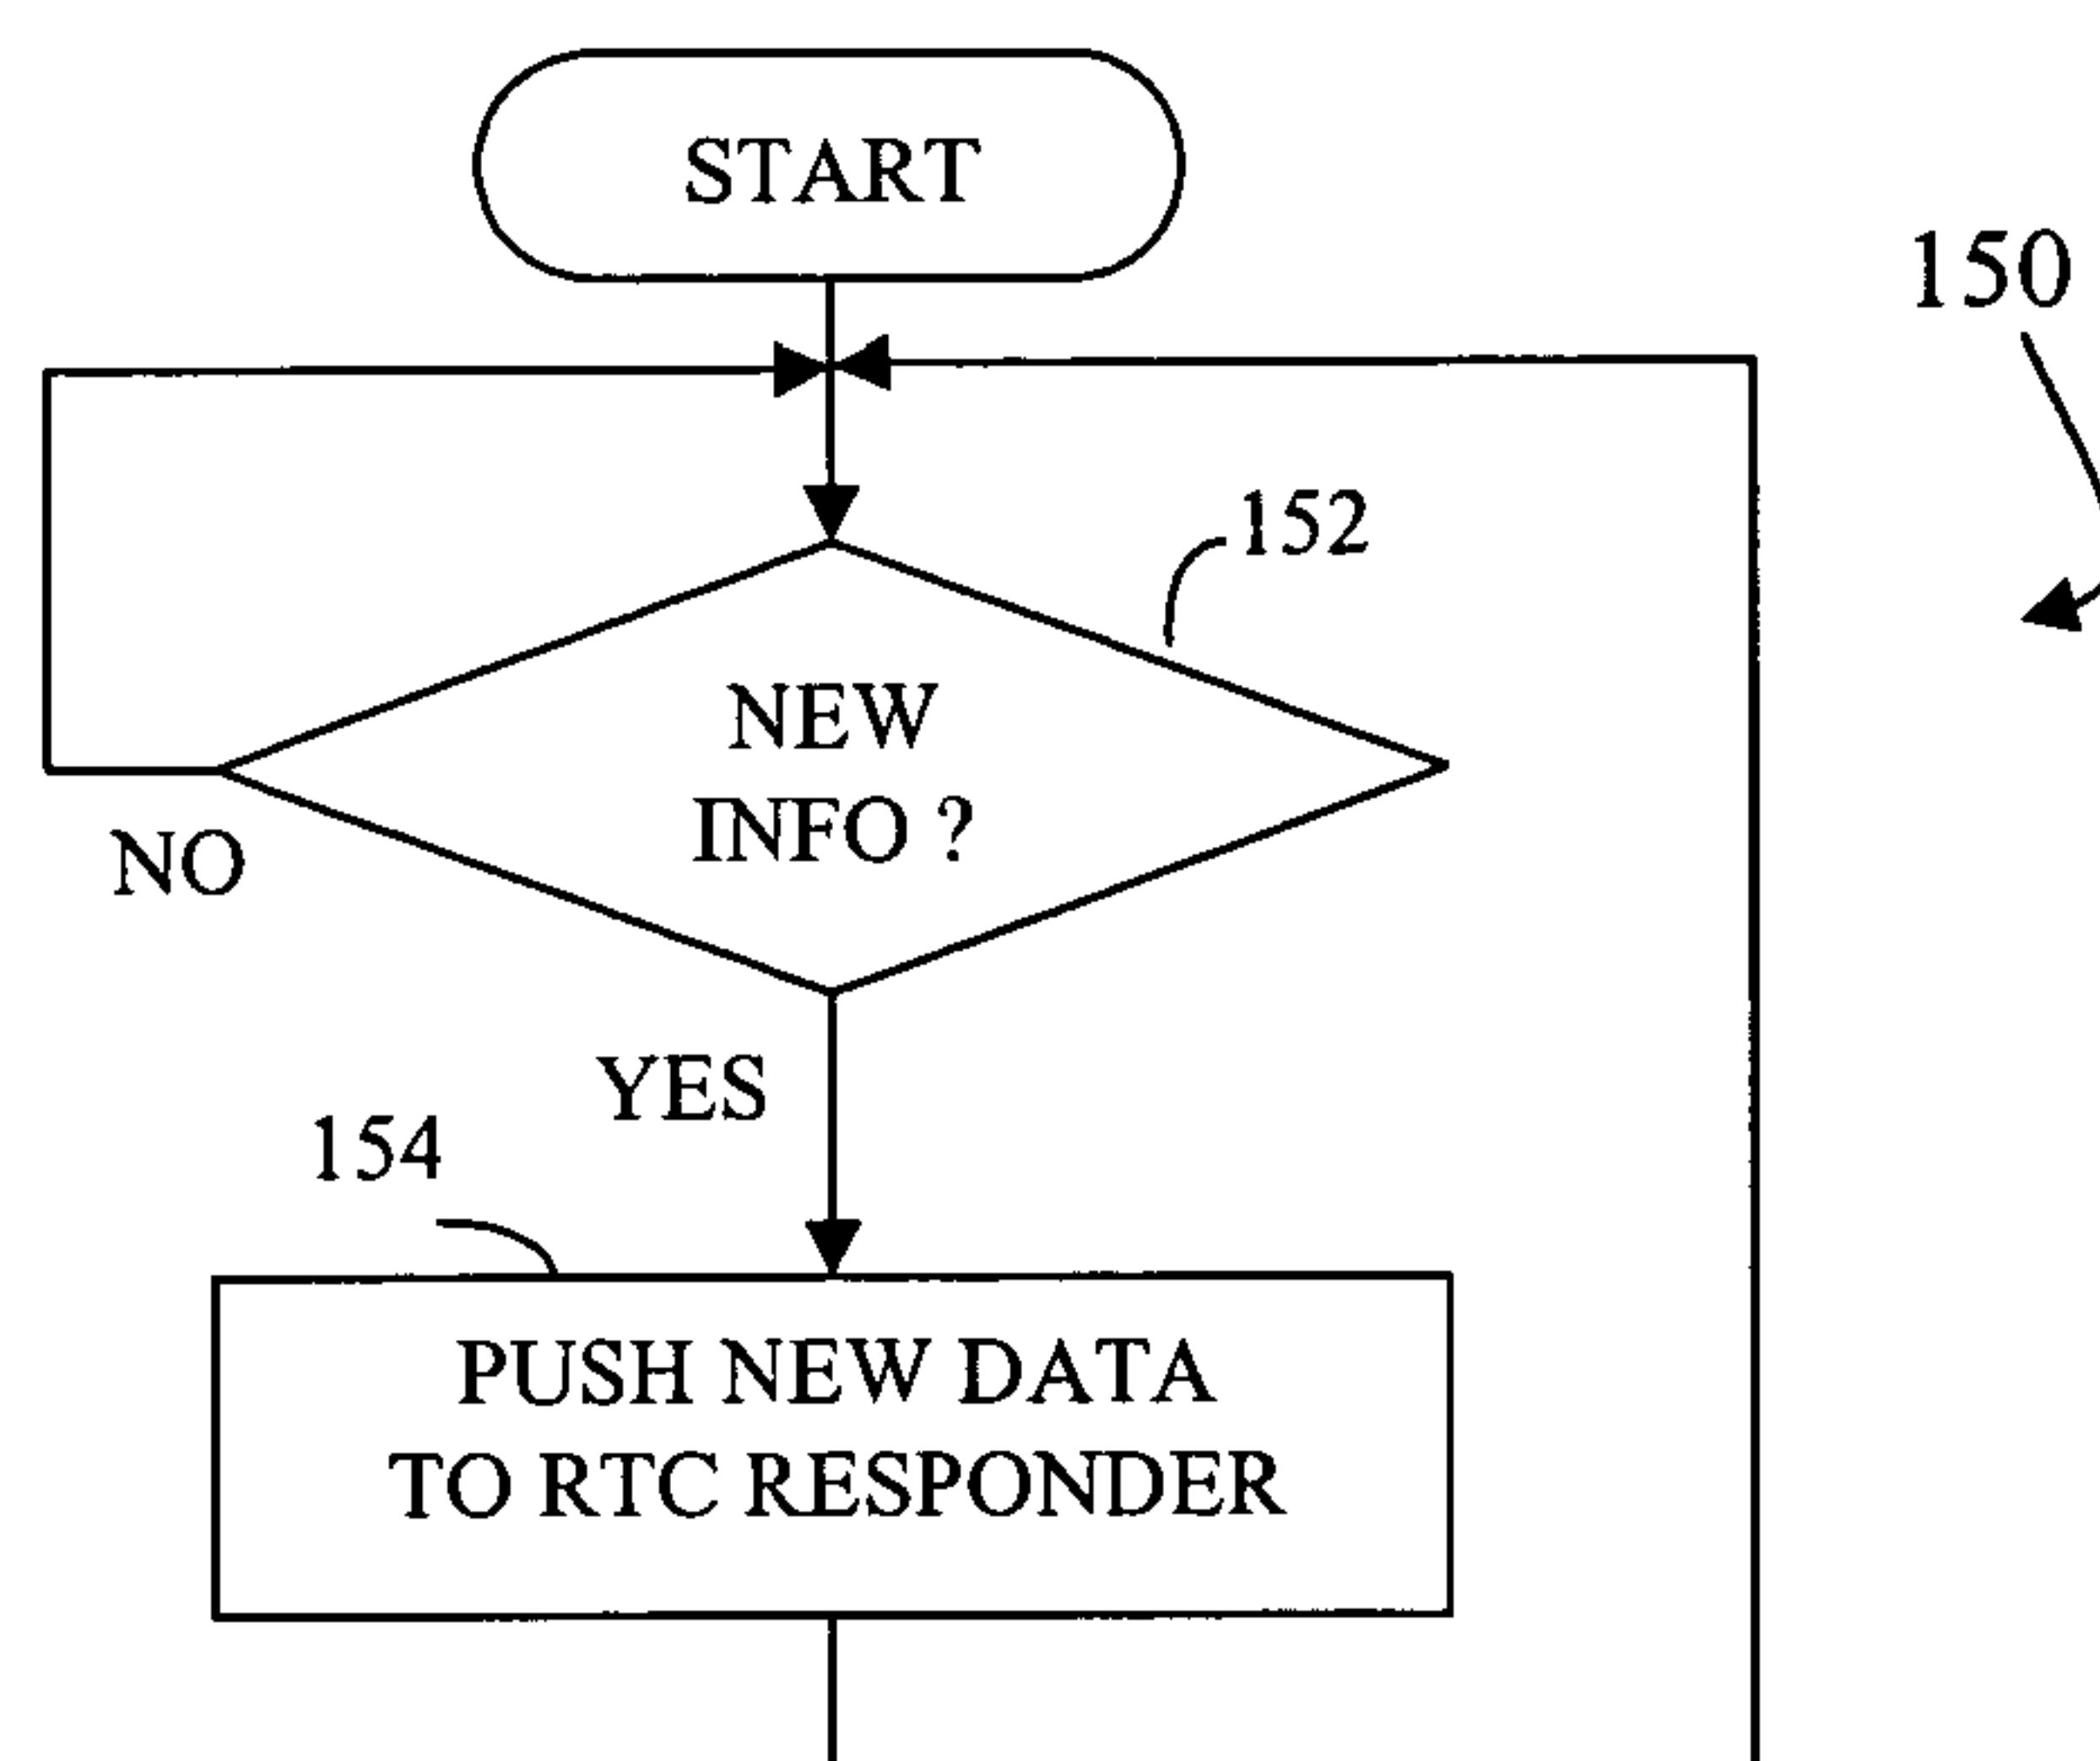 START
150
152
NEW
INFO ?
NO
YES
154
PUSH NEW DATA
TO RTC RESPONDER